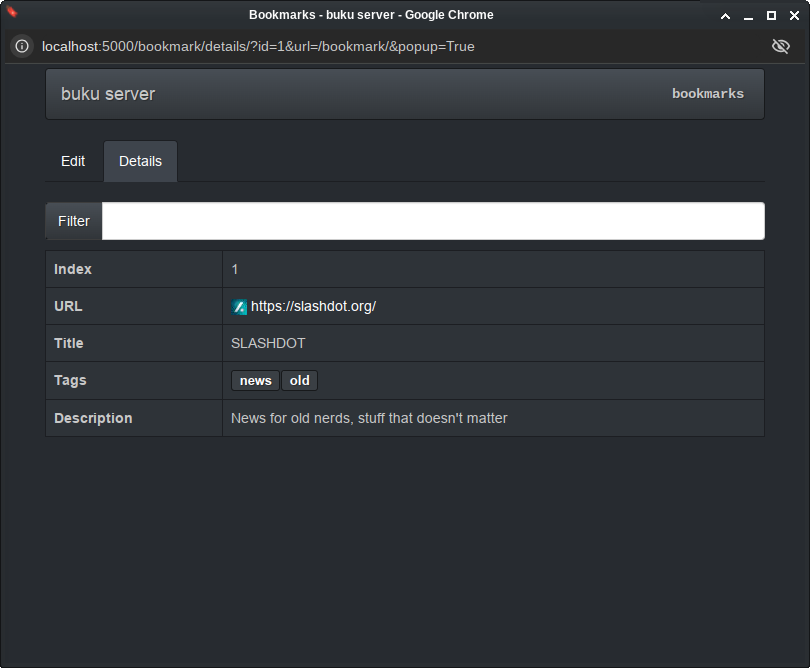 Bookmarks - buku server - Google Chrome
localhost:5000/bookmark/details/?id=1&url=/bookmark/&popup=True
buku server bookmarks
Edit Details
Filter
Index 1
URL https://slashdot.org/
Title SLASHDOT
Tags news old
Description News for old nerds, stuff that doesn't matter